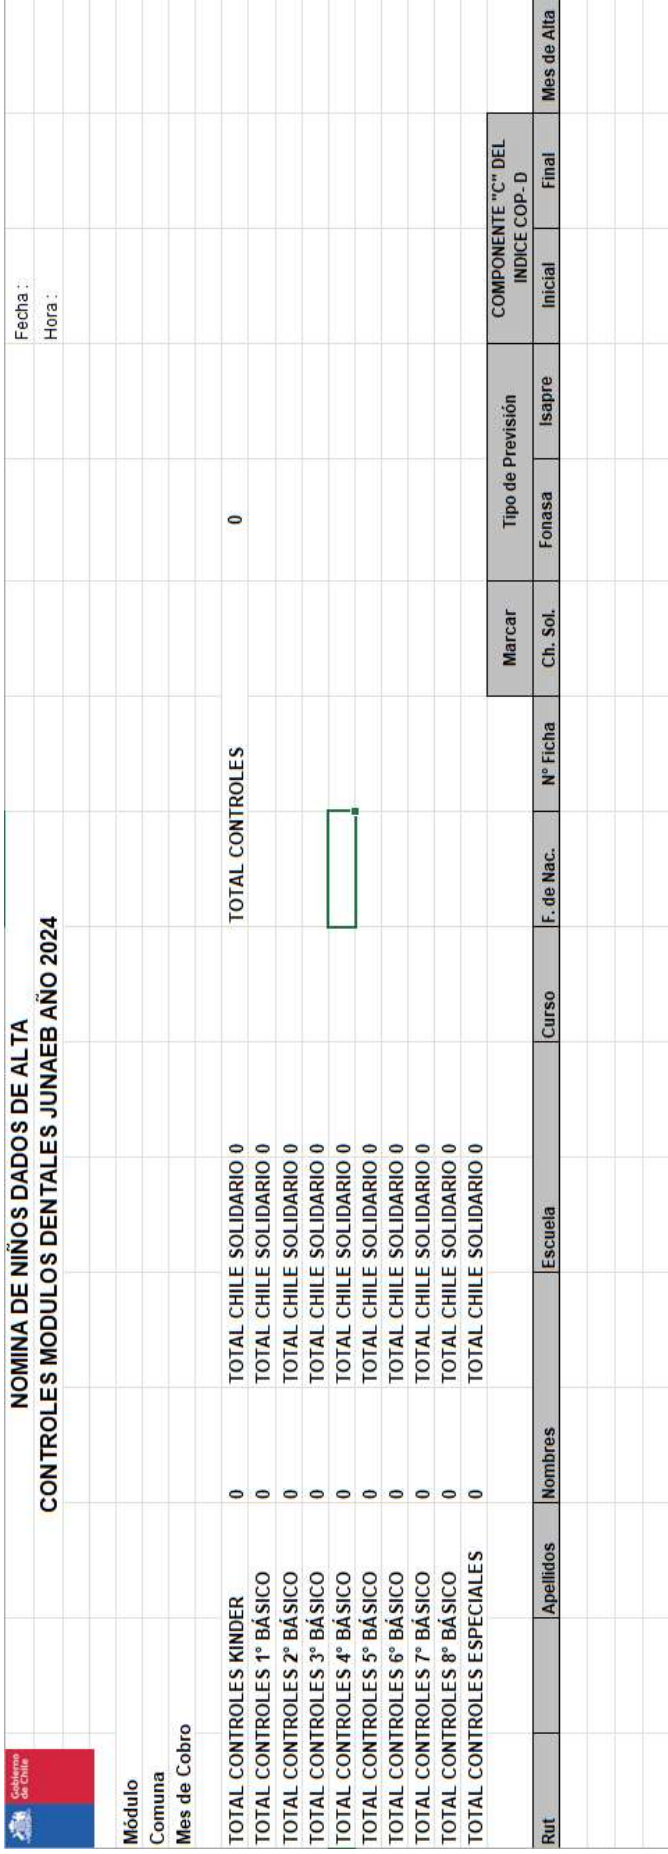 Gobierno
de Chile
NOMINA DE NIÑOS DADOS DE ALTA
Fecha :
CONTROLES MODULOS DENTALES JUNAEB AÑO 2024
Hora :
Módulo
Comuna
Mes de Cobro
TOTAL CONTROLES KINDER 0 TOTAL CHILE SOLIDARIO 0 TOTAL CONTROLES 0
TOTAL CONTROLES 1° BÁSICO 0 TOTAL CHILE SOLIDARIO 0
TOTAL CONTROLES 2° BÁSICO 0 TOTAL CHILE SOLIDARIO 0
TOTAL CONTROLES 3° BÁSICO 0 TOTAL CHILE SOLIDARIO 0
TOTAL CONTROLES 4° BÁSICO 0 TOTAL CHILE SOLIDARIO 0
TOTAL CONTROLES 5° BÁSICO 0 TOTAL CHILE SOLIDARIO 0
TOTAL CONTROLES 6° BÁSICO 0 TOTAL CHILE SOLIDARIO 0
TOTAL CONTROLES 7° BÁSICO 0 TOTAL CHILE SOLIDARIO 0
TOTAL CONTROLES 8° BÁSICO 0 TOTAL CHILE SOLIDARIO 0
TOTAL CONTROLES ESPECIALES 0 TOTAL CHILE SOLIDARIO 0
Marcar Tipo de Previsión COMPONENTE "C" DEL
INDICE COP- D
Rut Apellidos Nombres Escuela Curso F. de Nac. N° Ficha Ch. Sol. Fonasa Isapre Inicial Final Mes de Alta